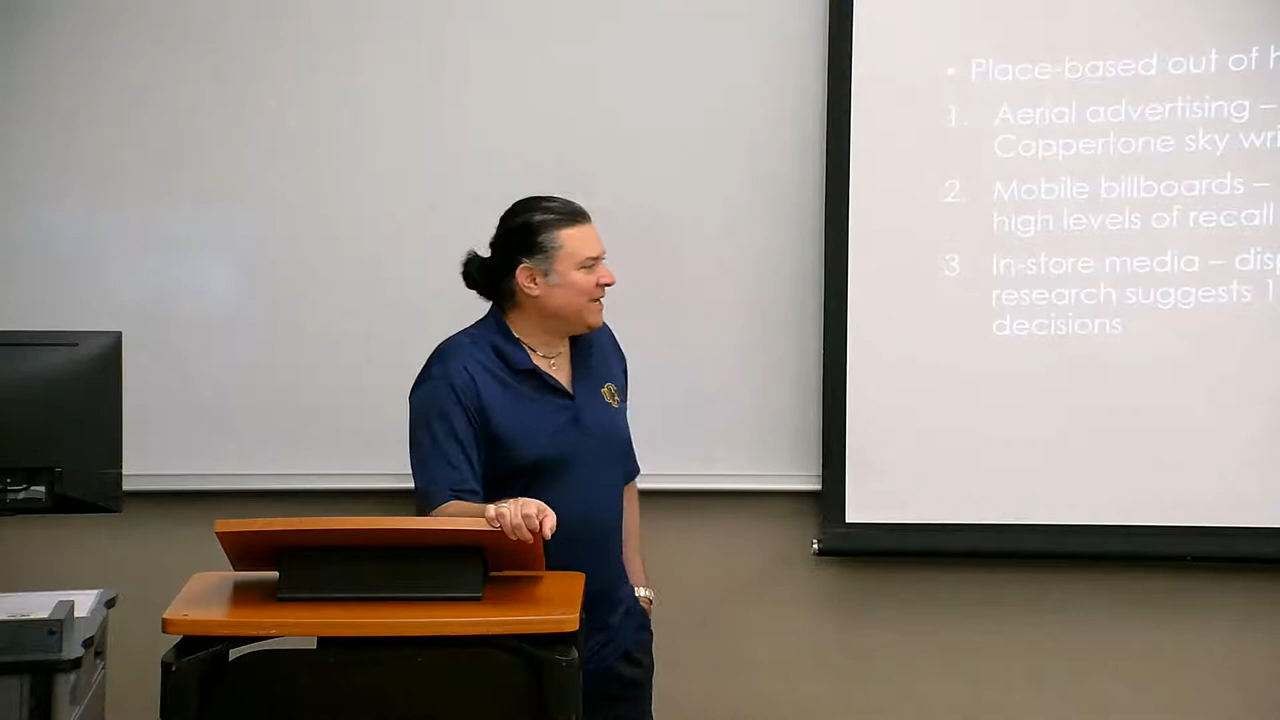 • Place-based out of
1. Aerial advertising –
Coppertone sky
2. Mobile billboards –
high levels of recall
3 In-store media –
research suggests
decisions